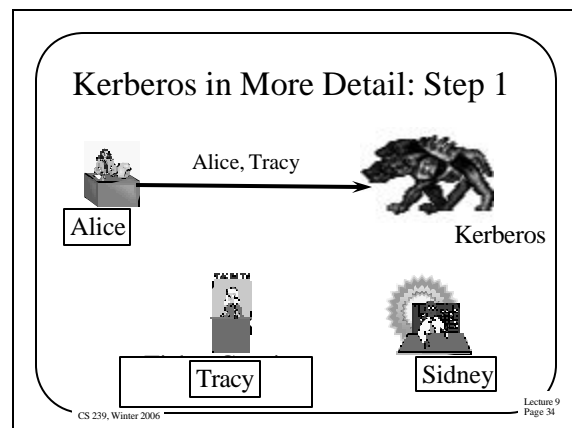 Kerberos in More Detail: Step 1
Alice, Tracy
Alice
Kerberos
Tracy
Sidney
CS 239, Winter 2006
Lecture 9
Page 34